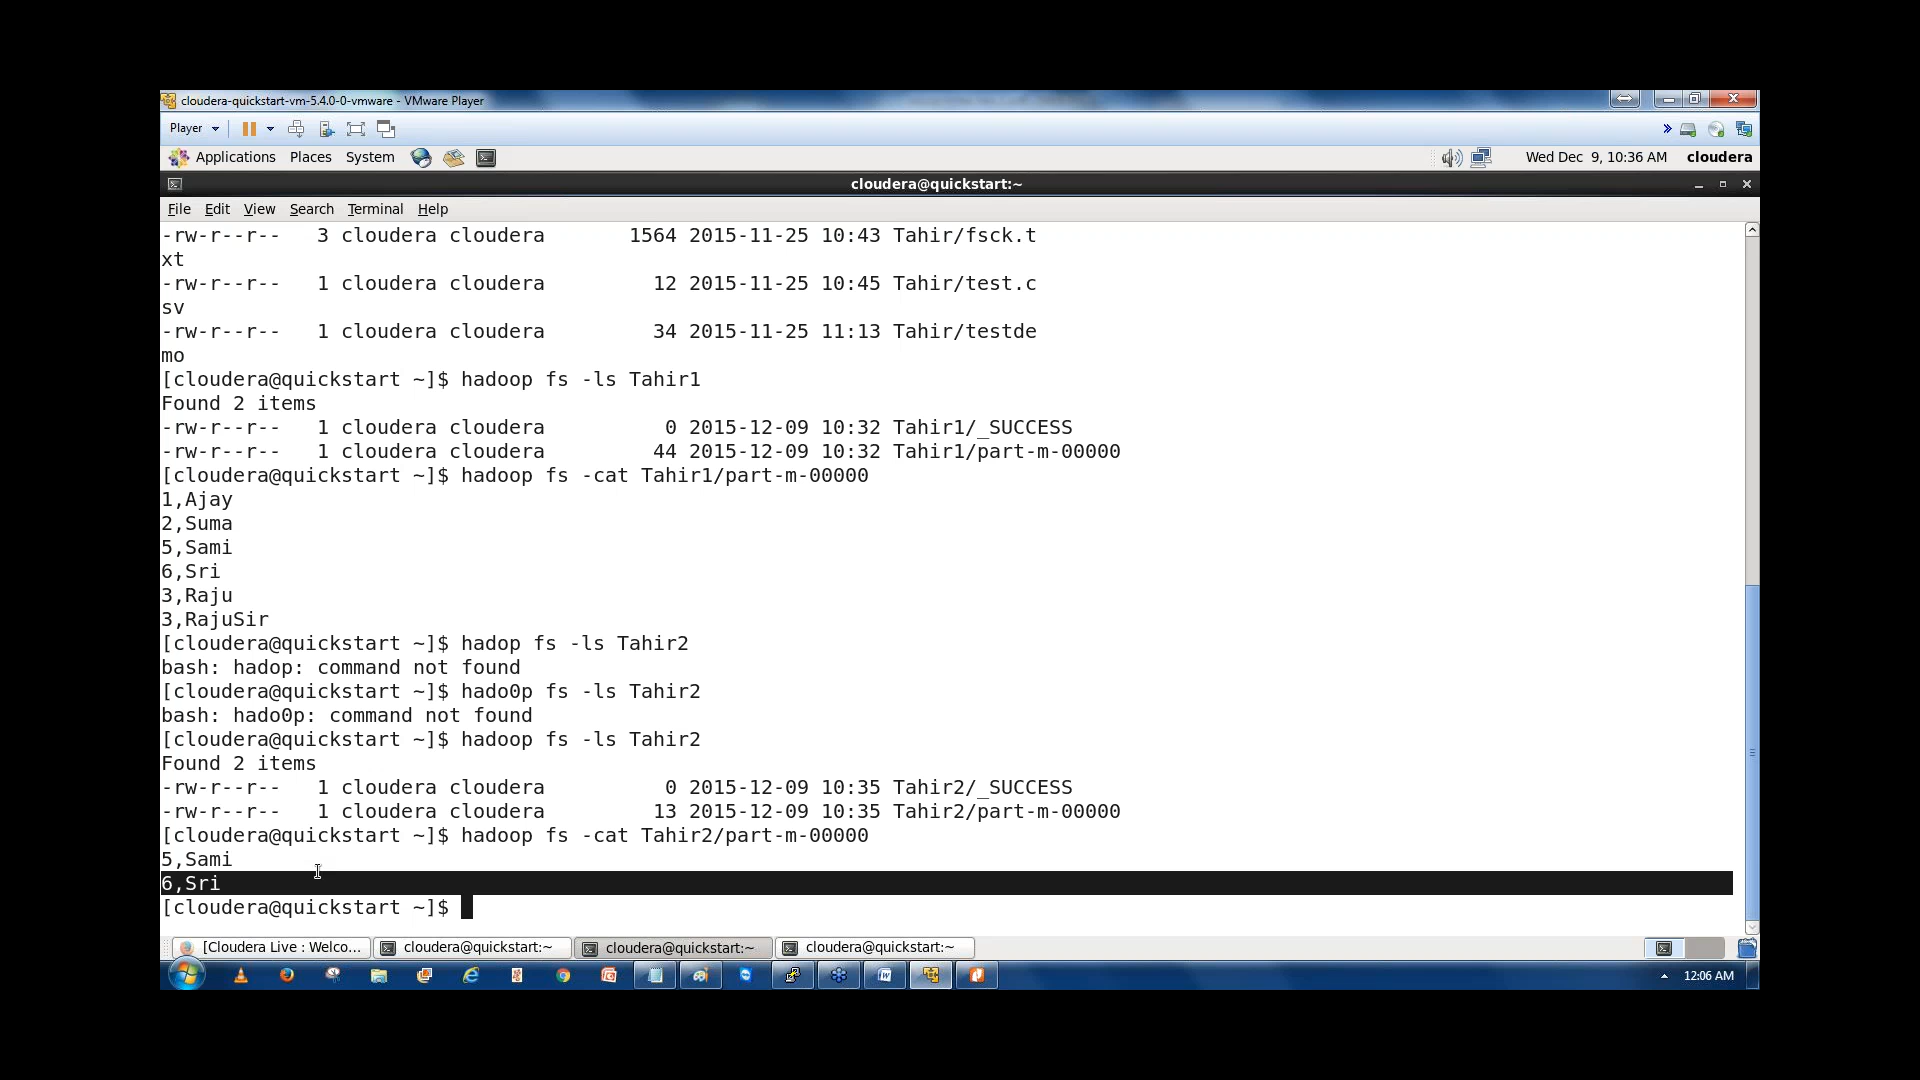 cloudera-quickstart-vm-5.4.0-0-vmware - VMware Player
Player
Applications Places System Wed Dec 9, 10:36 AM cloudera
cloudera@quickstart:~
File Edit View Search Terminal Help
-rw-r--r--   3 cloudera cloudera       1564 2015-11-25 10:43 Tahir/fsck.t
xt
-rw-r--r--   1 cloudera cloudera         12 2015-11-25 10:45 Tahir/test.c
sv
-rw-r--r--   1 cloudera cloudera         34 2015-11-25 11:13 Tahir/testde
mo
[cloudera@quickstart ~]$ hadoop fs -ls Tahir1
Found 2 items
-rw-r--r--   1 cloudera cloudera          0 2015-12-09 10:32 Tahir1/_SUCCESS
-rw-r--r--   1 cloudera cloudera         44 2015-12-09 10:32 Tahir1/part-m-00000
[cloudera@quickstart ~]$ hadoop fs -cat Tahir1/part-m-00000
1,Ajay
2,Suma
5,Sami
6,Sri
3,Raju
3,RajuSir
[cloudera@quickstart ~]$ hadop fs -ls Tahir2
bash: hadop: command not found
[cloudera@quickstart ~]$ hado0p fs -ls Tahir2
bash: hado0p: command not found
[cloudera@quickstart ~]$ hadoop fs -ls Tahir2
Found 2 items
-rw-r--r--   1 cloudera cloudera          0 2015-12-09 10:35 Tahir2/_SUCCESS
-rw-r--r--   1 cloudera cloudera         13 2015-12-09 10:35 Tahir2/part-m-00000
[cloudera@quickstart ~]$ hadoop fs -cat Tahir2/part-m-00000
5,Sami
6,Sri
[cloudera@quickstart ~]$
[Cloudera Live : Welco... cloudera@quickstart:~ cloudera@quickstart:~ cloudera@quickstart:~
12:06 AM